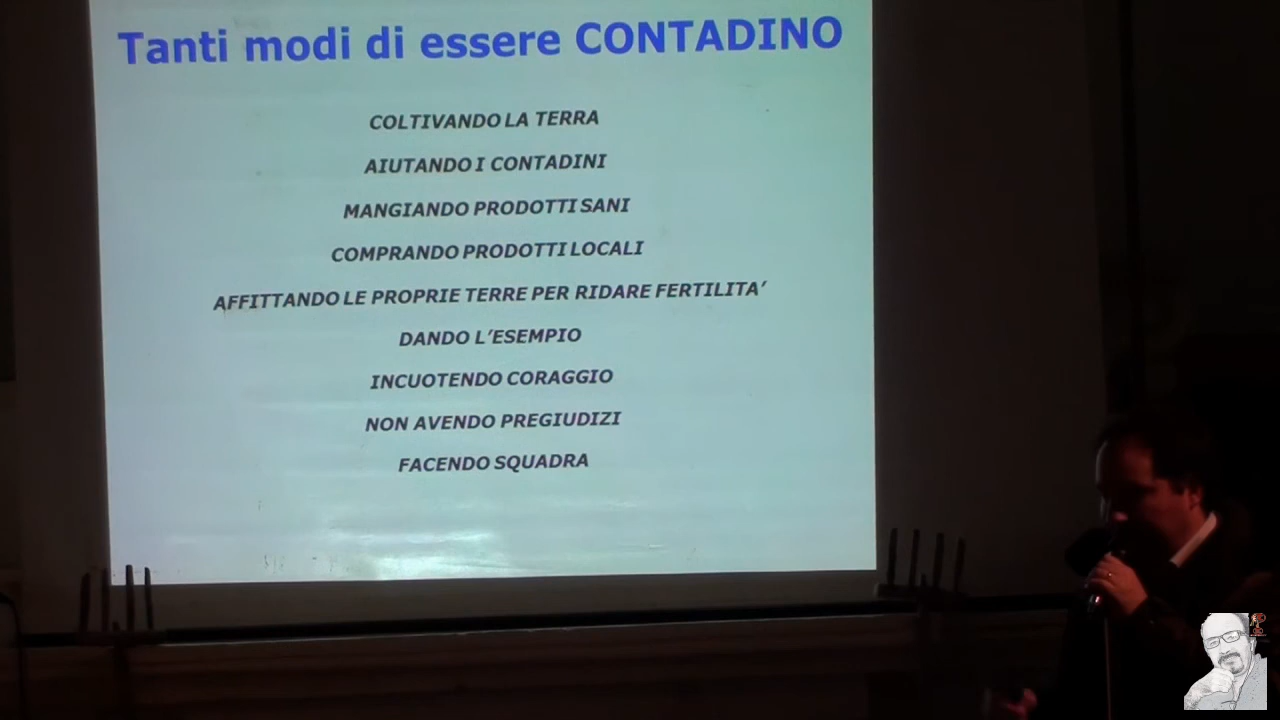 Tanti modi di essere CONTADINO
COLTIVANDO LA TERRA
AIUTANDO I CONTADINI
MANGIANDO PRODOTTI SANI
COMPRANDO PRODOTTI LOCALI
AFFITTANDO LE PROPRIE TERRE PER RIDARE FERTILITA’
DANDO L’ESEMPIO
INCUOTENDO CORAGGIO
NON AVENDO PREGIUDIZI
FACENDO SQUADRA